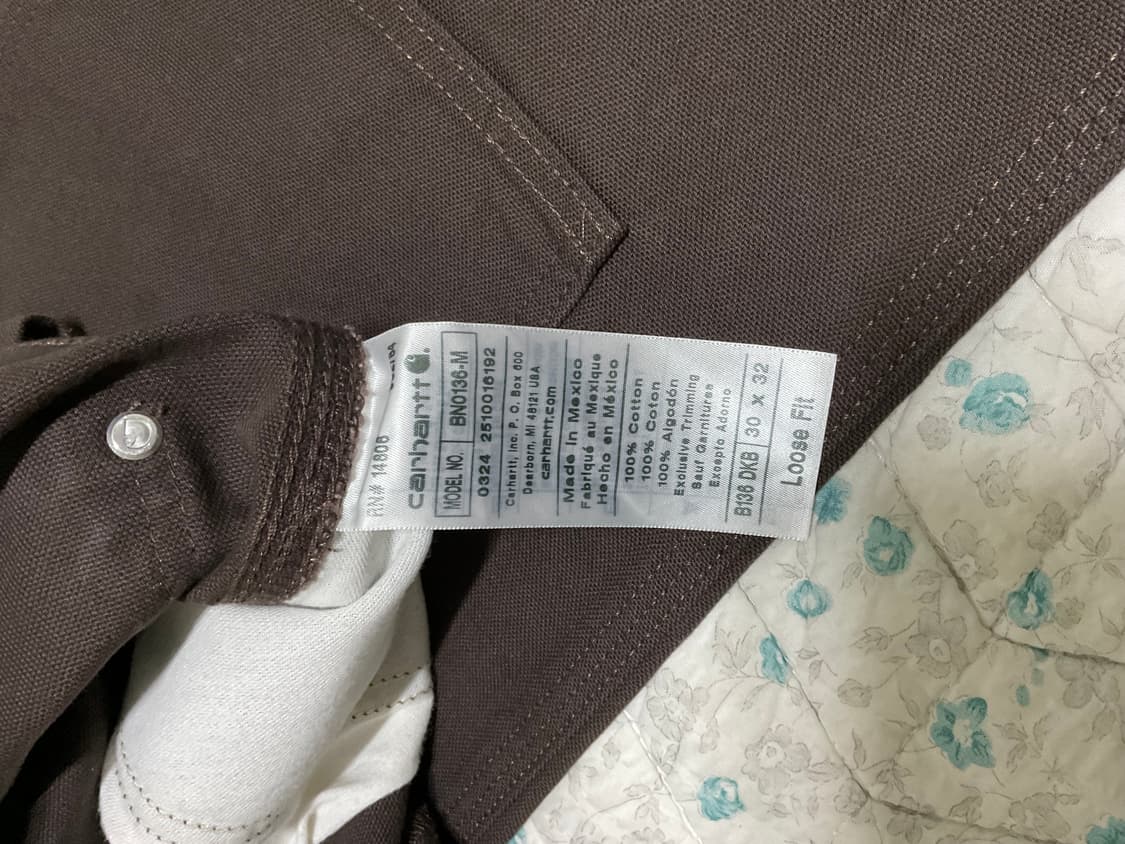 RN# 14806
carhartt
MODEL NO. BN0136-M
0324 2510016192
Carhartt, Inc. P. O. Box 600
Dearborn, MI 48121 USA
carhartt.com
Made in Mexico
Fabriqué au Mexique
Hecho en México
100% Cotton
100% Coton
100% Algodón
Exclusive Trimming
Sauf Garnitures
Excepto Adorno
B136 DKB 30 x 32
Loose Fit